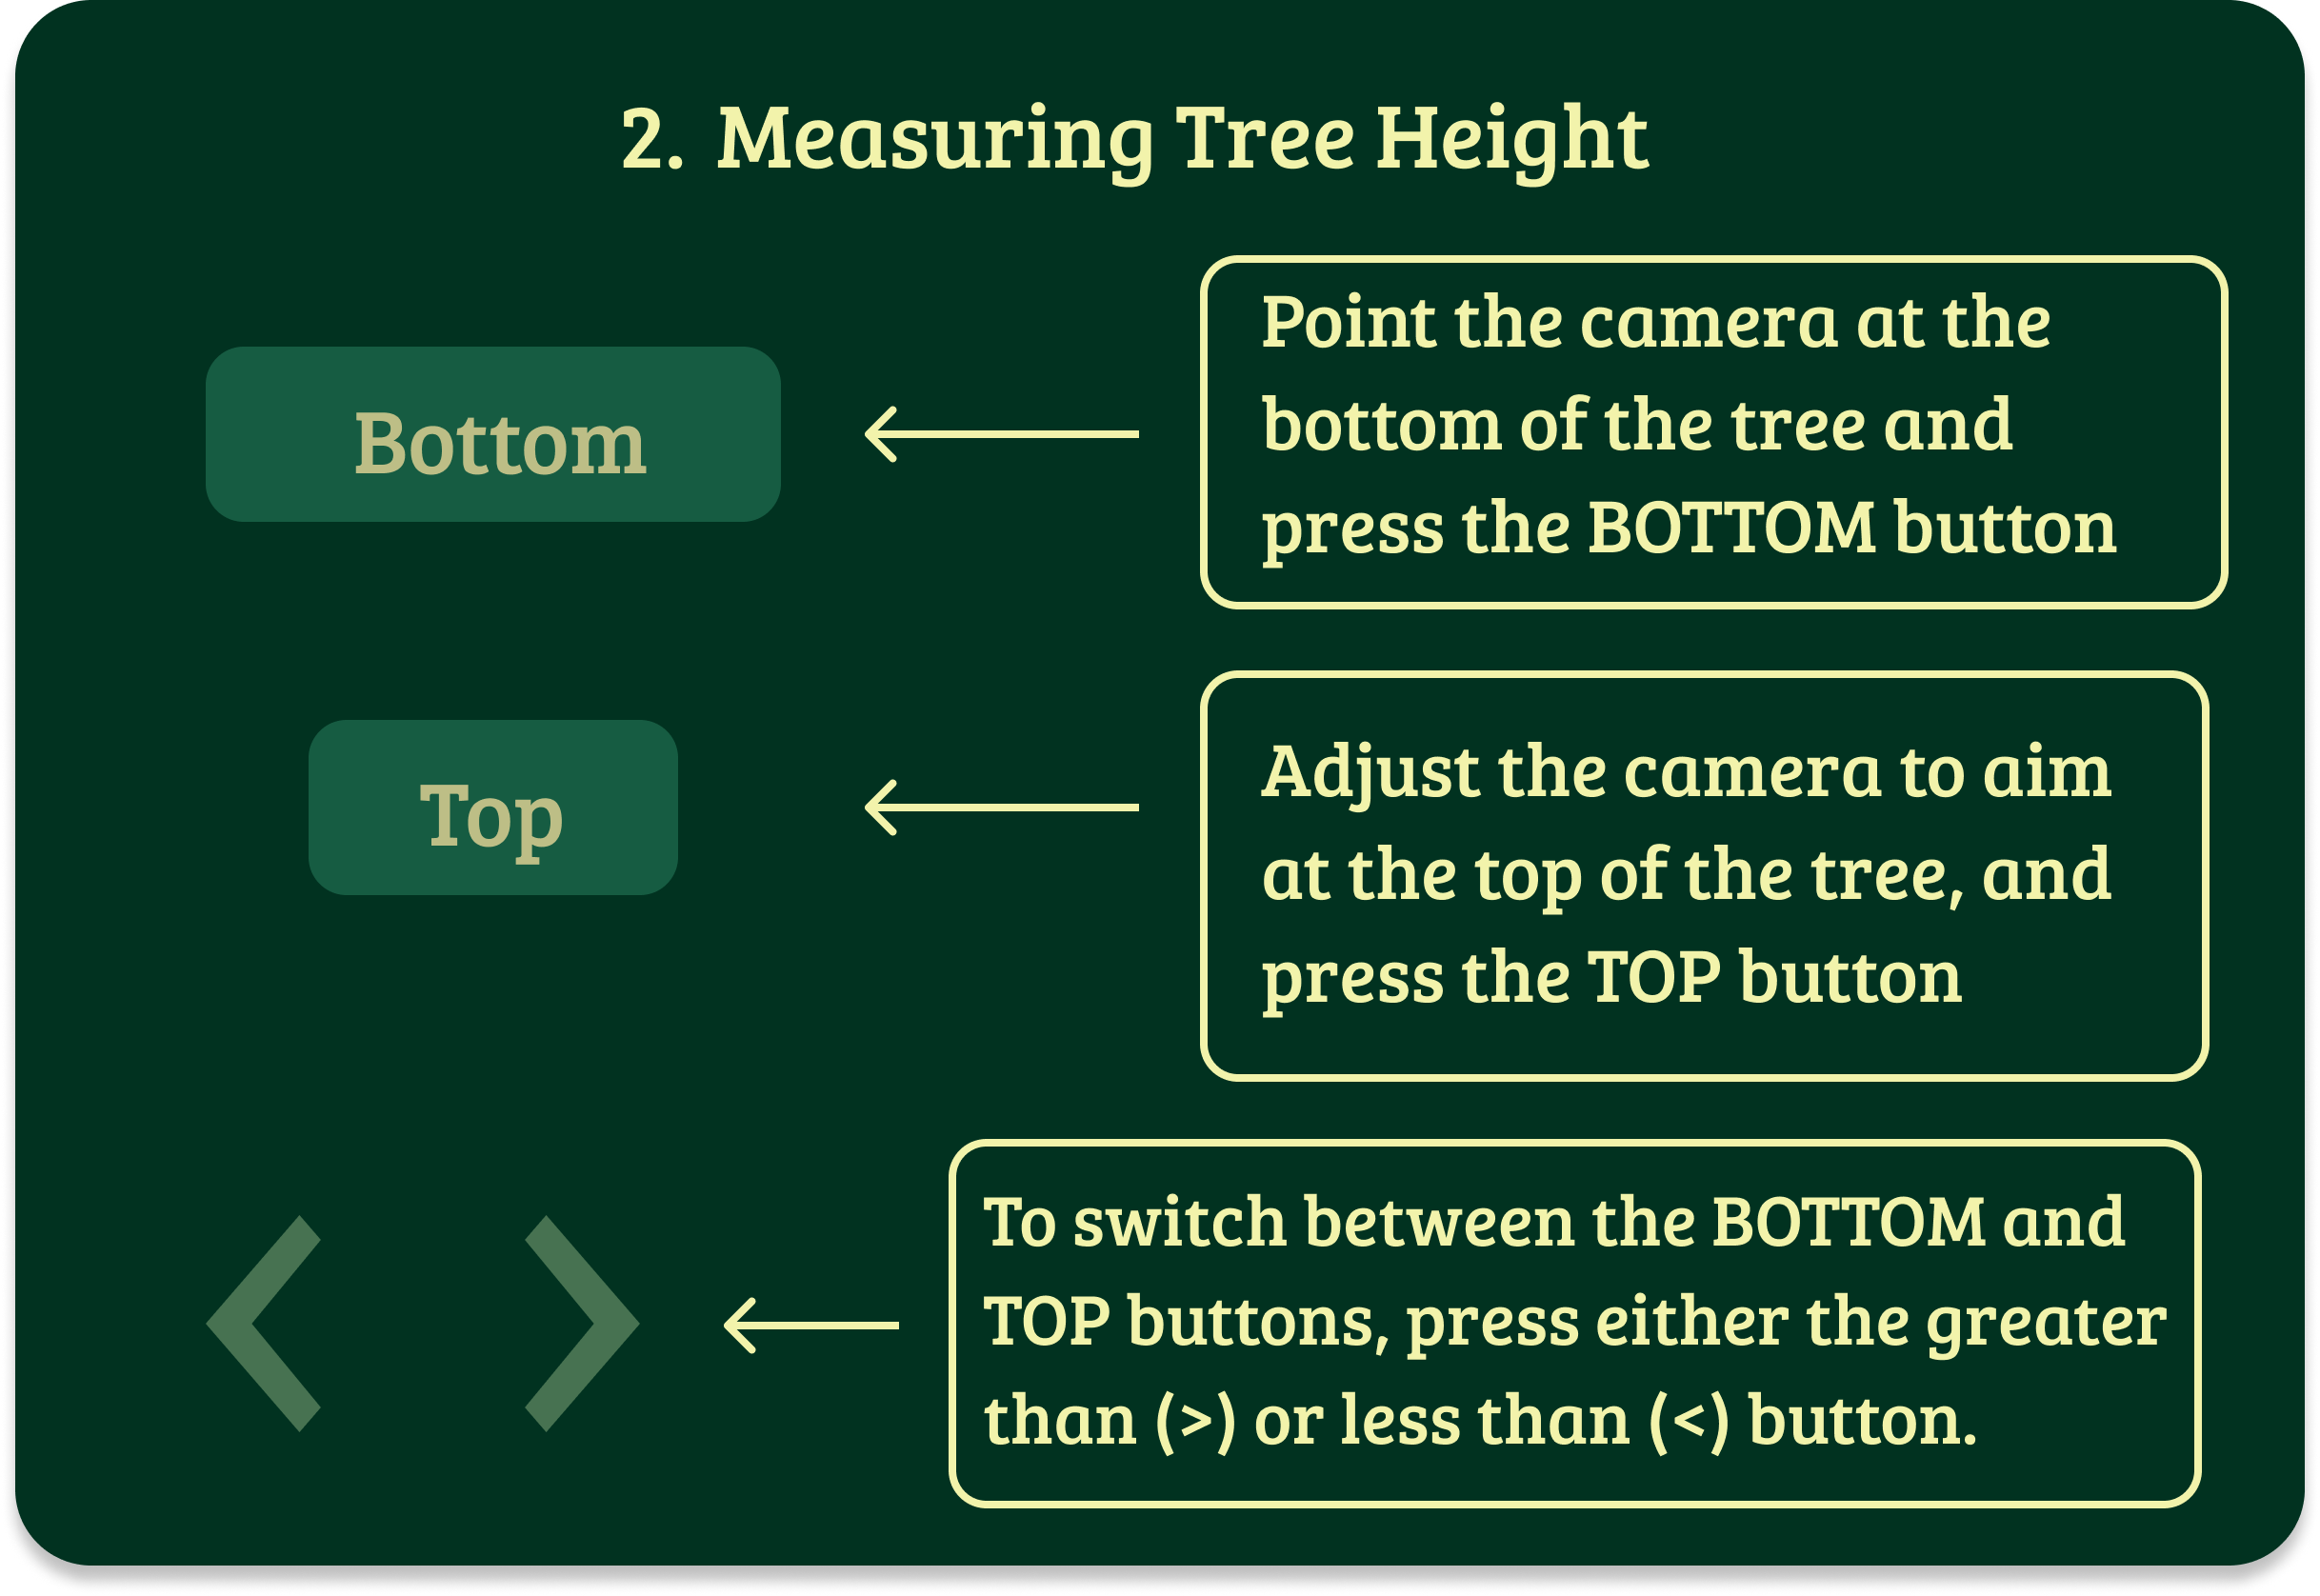 2. Measuring Tree Height
Bottom
Point the camera at the
bottom of the tree and
press the BOTTOM button
Top
Adjust the camera to aim
at the top of the tree, and
press the TOP button
To switch between the BOTTOM and
TOP buttons, press either the greater
than (>) or less than (<) button.